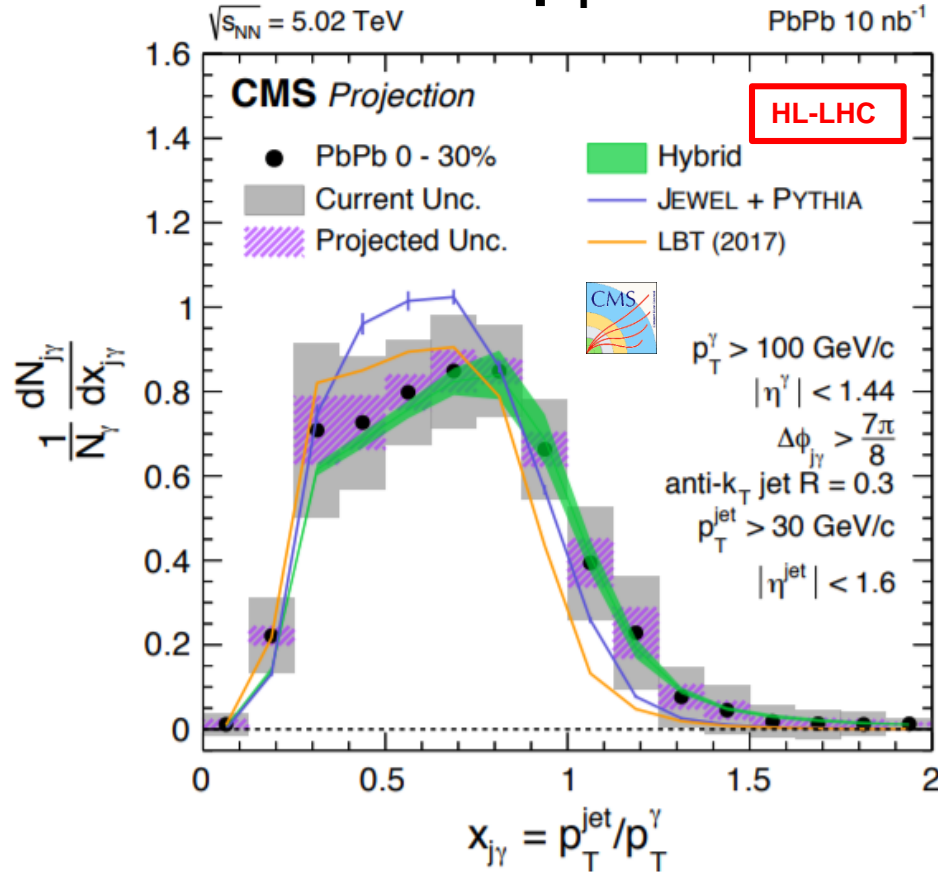 √s_NN = 5.02 TeV
PbPb 10 nb⁻¹
CMS Projection
HL-LHC
PbPb 0 - 30%
Current Unc.
Projected Unc.
Hybrid
JEWEL + PYTHIA
LBT (2017)
CMS
p_T^γ > 100 GeV/c
|η^γ| < 1.44
Δϕ_jγ > 7π/8
anti-k_T jet R = 0.3
p_T^jet > 30 GeV/c
|η^jet| < 1.6
1/N_γ dN_jγ/dx_jγ
1.6
1.4
1.2
1
0.8
0.6
0.4
0.2
0
0 0.5 1 1.5 2
x_jγ = p_T^jet/p_T^γ